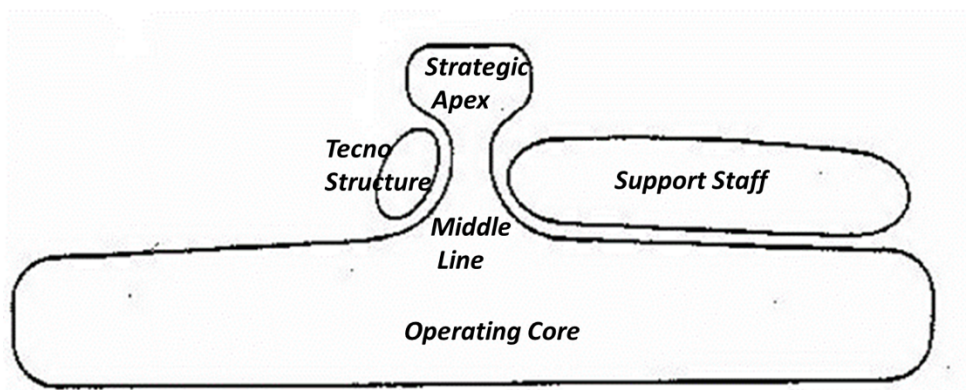 Strategic
Apex
Tecno
Structure
Support Staff
Middle
Line
Operating Core